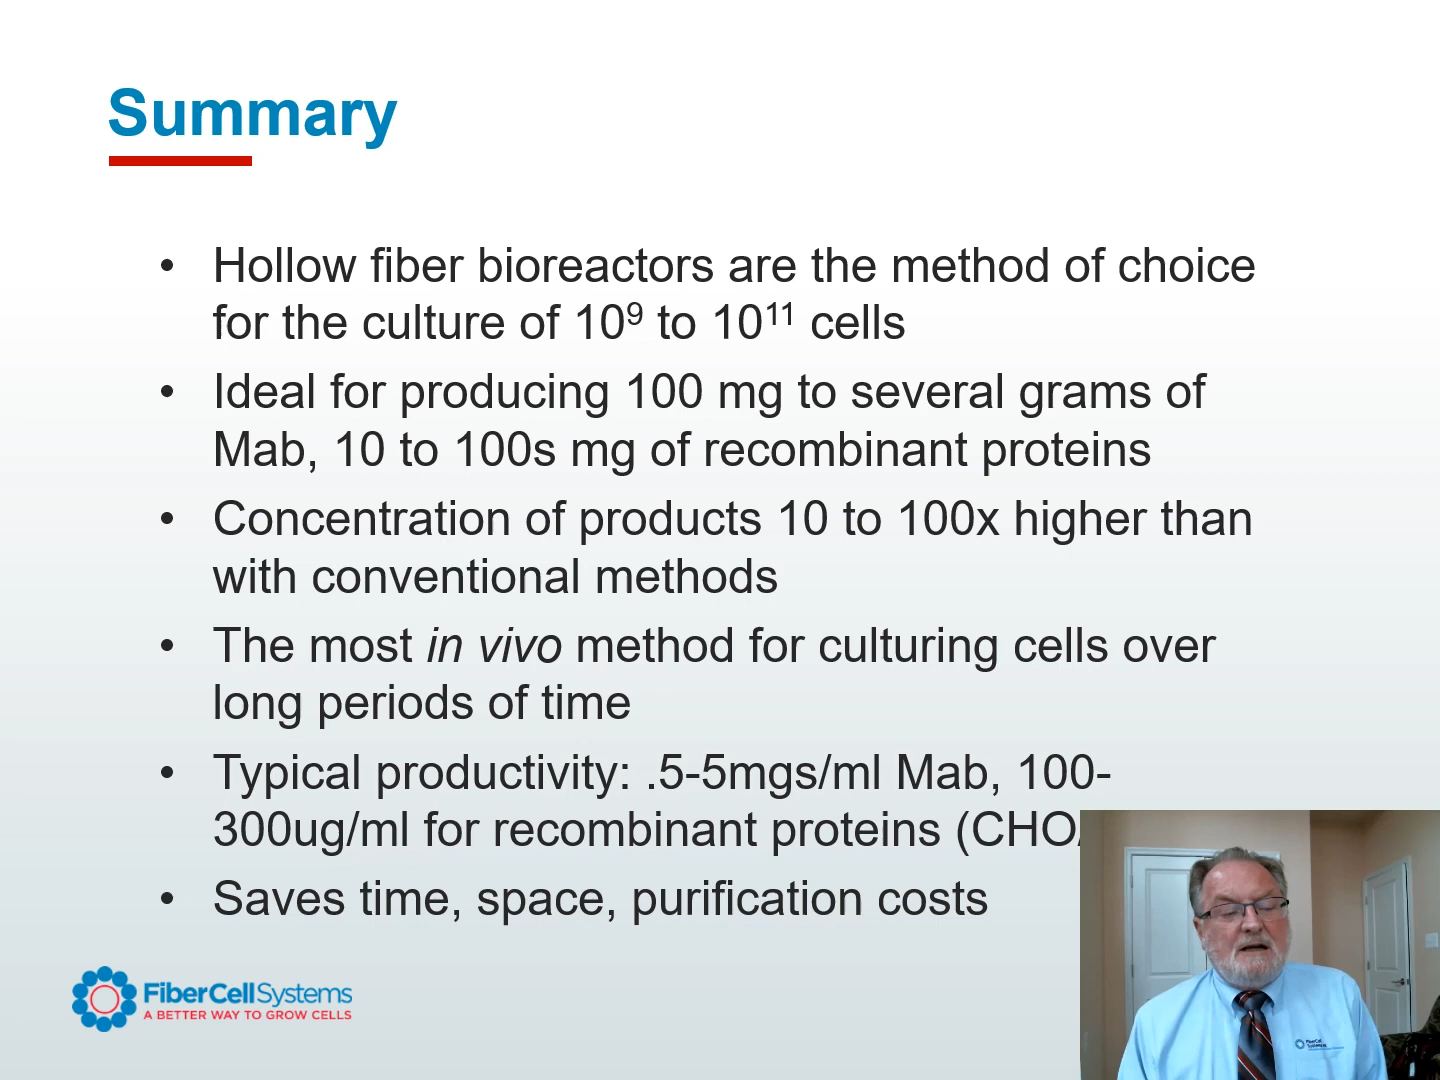 Summary
• Hollow fiber bioreactors are the method of choice
for the culture of 10⁹ to 10¹¹ cells
• Ideal for producing 100 mg to several grams of
Mab, 10 to 100s mg of recombinant proteins
• Concentration of products 10 to 100x higher than
with conventional methods
• The most in vivo method for culturing cells over
long periods of time
• Typical productivity: .5-5mgs/ml Mab, 100-
300ug/ml for recombinant proteins (CHO
• Saves time, space, purification costs
FiberCellSystems
A BETTER WAY TO GROW CELLS
FiberCell
Systems